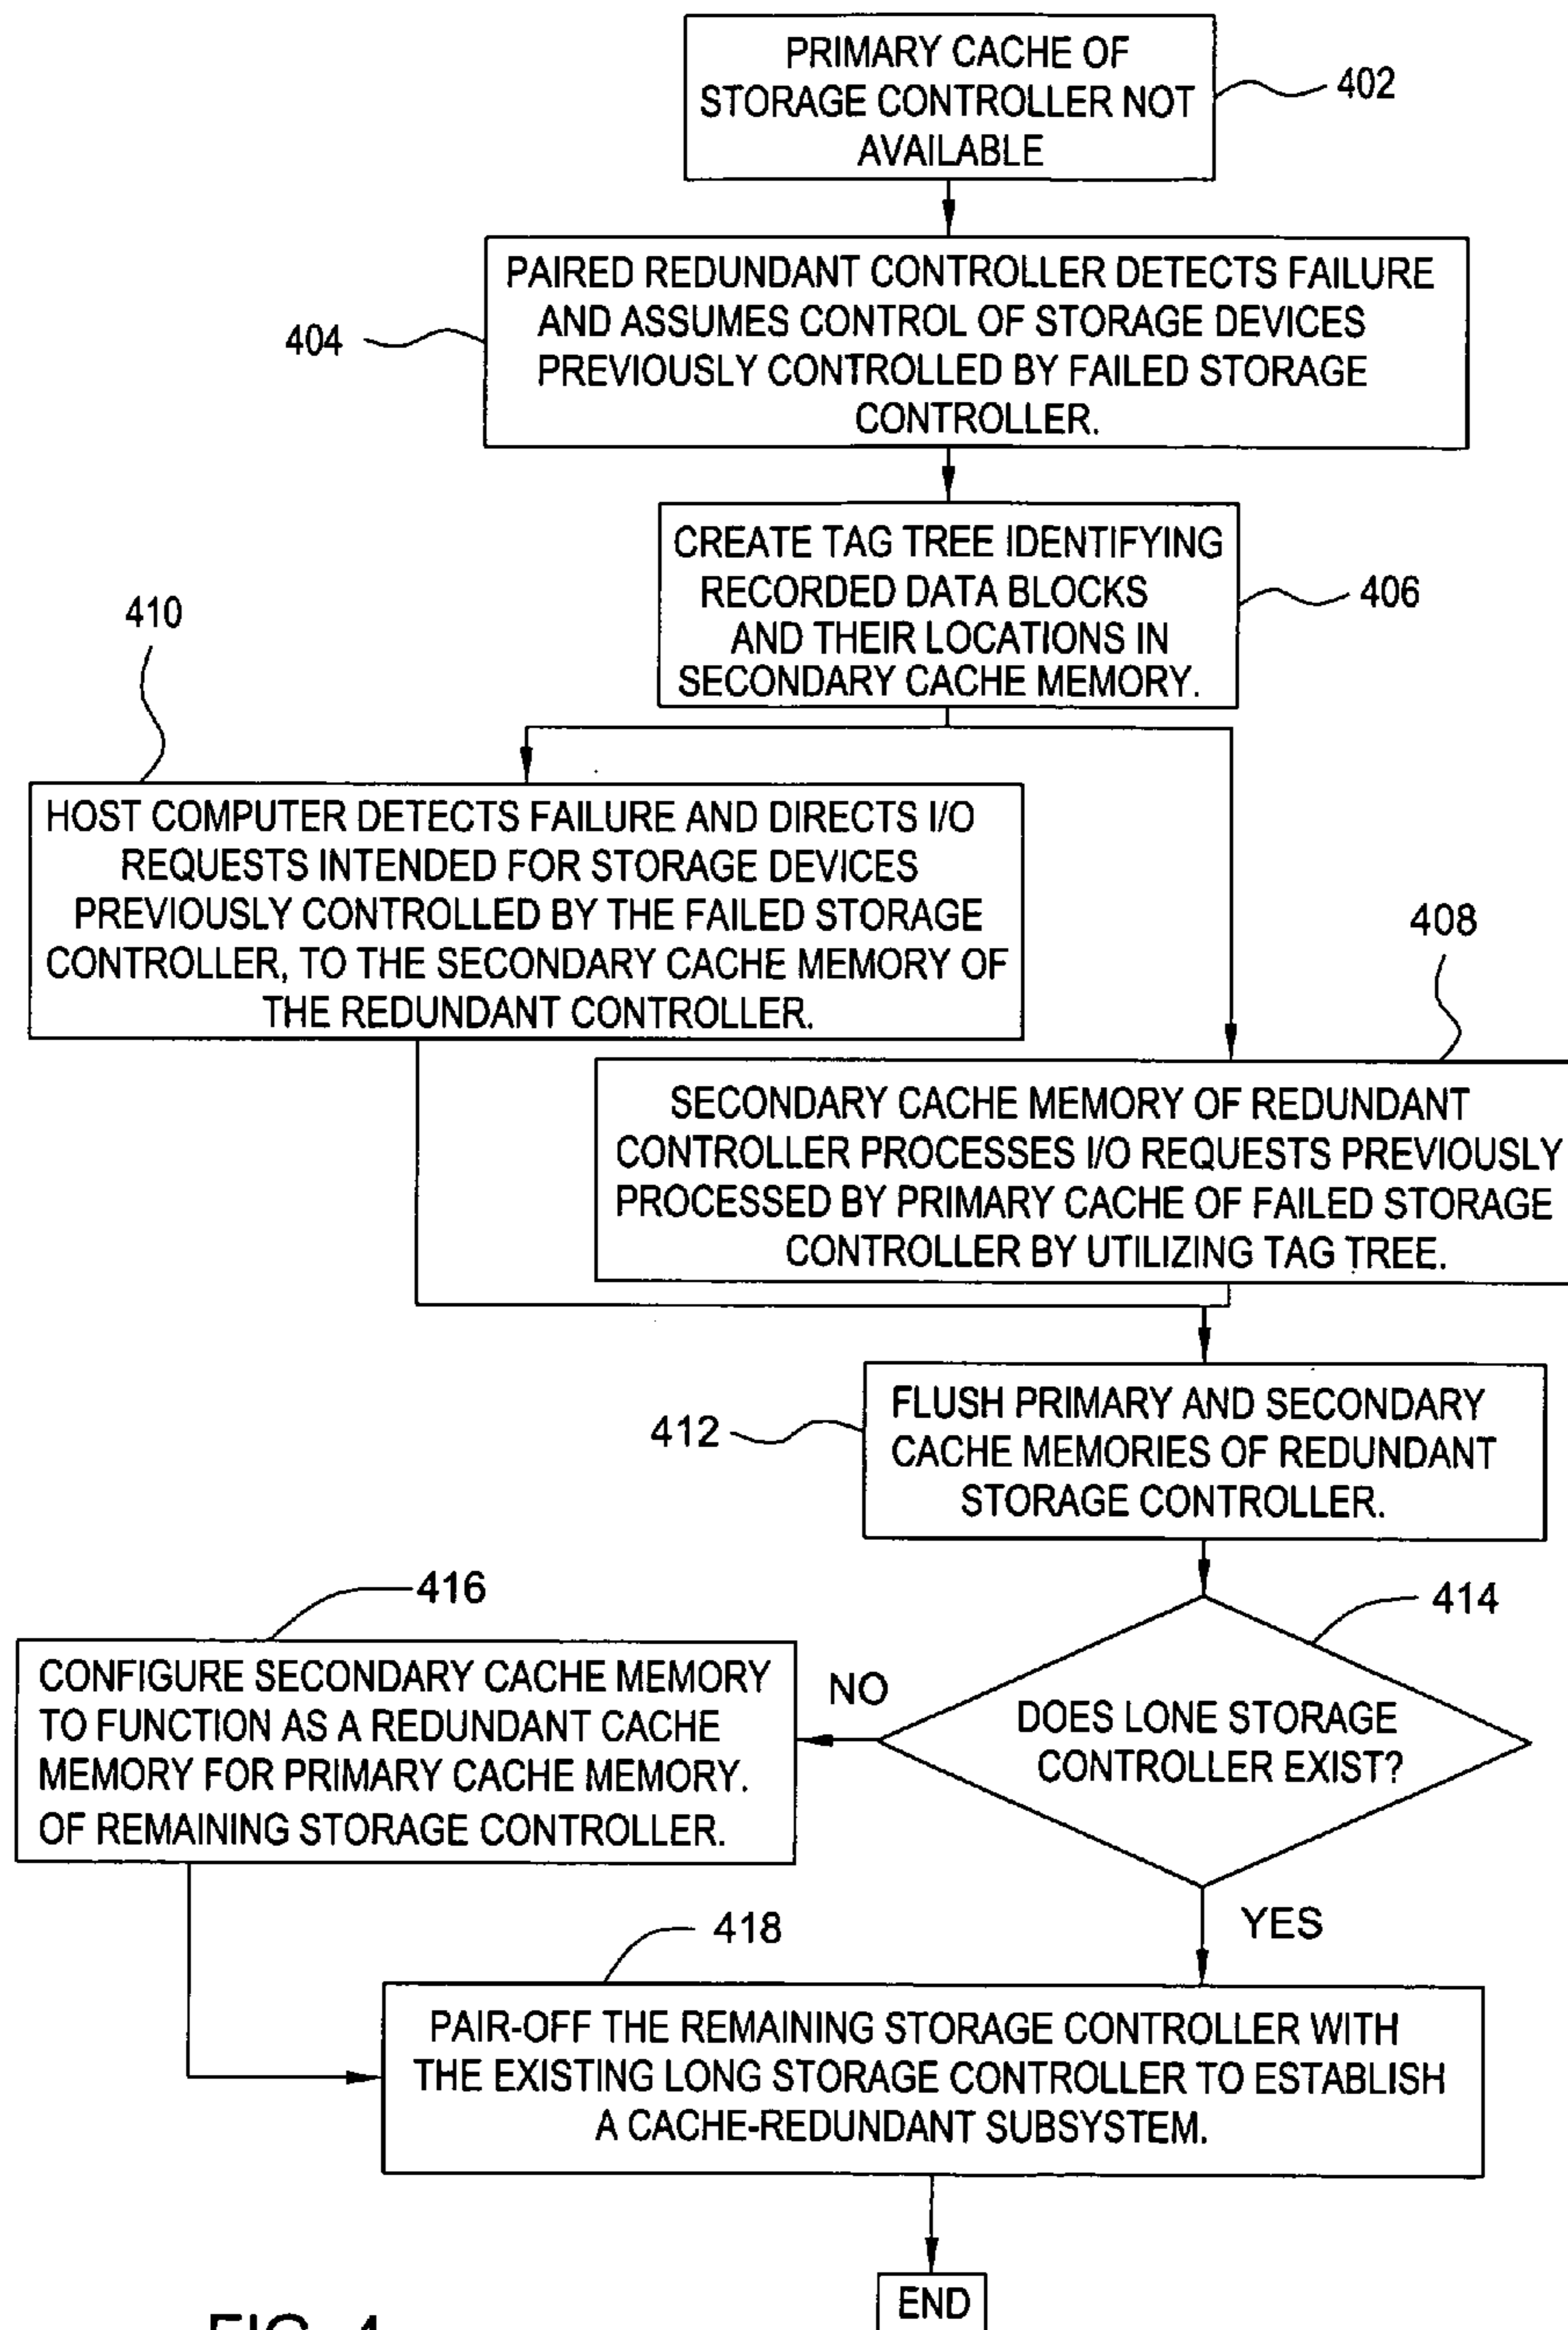 PRIMARY CACHE OF
STORAGE CONTROLLER NOT
AVAILABLE
402
PAIRED REDUNDANT CONTROLLER DETECTS FAILURE
AND ASSUMES CONTROL OF STORAGE DEVICES
PREVIOUSLY CONTROLLED BY FAILED STORAGE
CONTROLLER.
404
CREATE TAG TREE IDENTIFYING
RECORDED DATA BLOCKS
AND THEIR LOCATIONS IN
SECONDARY CACHE MEMORY.
406
410
HOST COMPUTER DETECTS FAILURE AND DIRECTS I/O
REQUESTS INTENDED FOR STORAGE DEVICES
PREVIOUSLY CONTROLLED BY THE FAILED STORAGE
CONTROLLER, TO THE SECONDARY CACHE MEMORY OF
THE REDUNDANT CONTROLLER.
408
SECONDARY CACHE MEMORY OF REDUNDANT
CONTROLLER PROCESSES I/O REQUESTS PREVIOUSLY
PROCESSED BY PRIMARY CACHE OF FAILED STORAGE
CONTROLLER BY UTILIZING TAG TREE.
412
FLUSH PRIMARY AND SECONDARY
CACHE MEMORIES OF REDUNDANT
STORAGE CONTROLLER.
414
DOES LONE STORAGE
CONTROLLER EXIST?
NO
416
CONFIGURE SECONDARY CACHE MEMORY
TO FUNCTION AS A REDUNDANT CACHE
MEMORY FOR PRIMARY CACHE MEMORY.
OF REMAINING STORAGE CONTROLLER.
YES
418
PAIR-OFF THE REMAINING STORAGE CONTROLLER WITH
THE EXISTING LONG STORAGE CONTROLLER TO ESTABLISH
A CACHE-REDUNDANT SUBSYSTEM.
END
FIG. 4